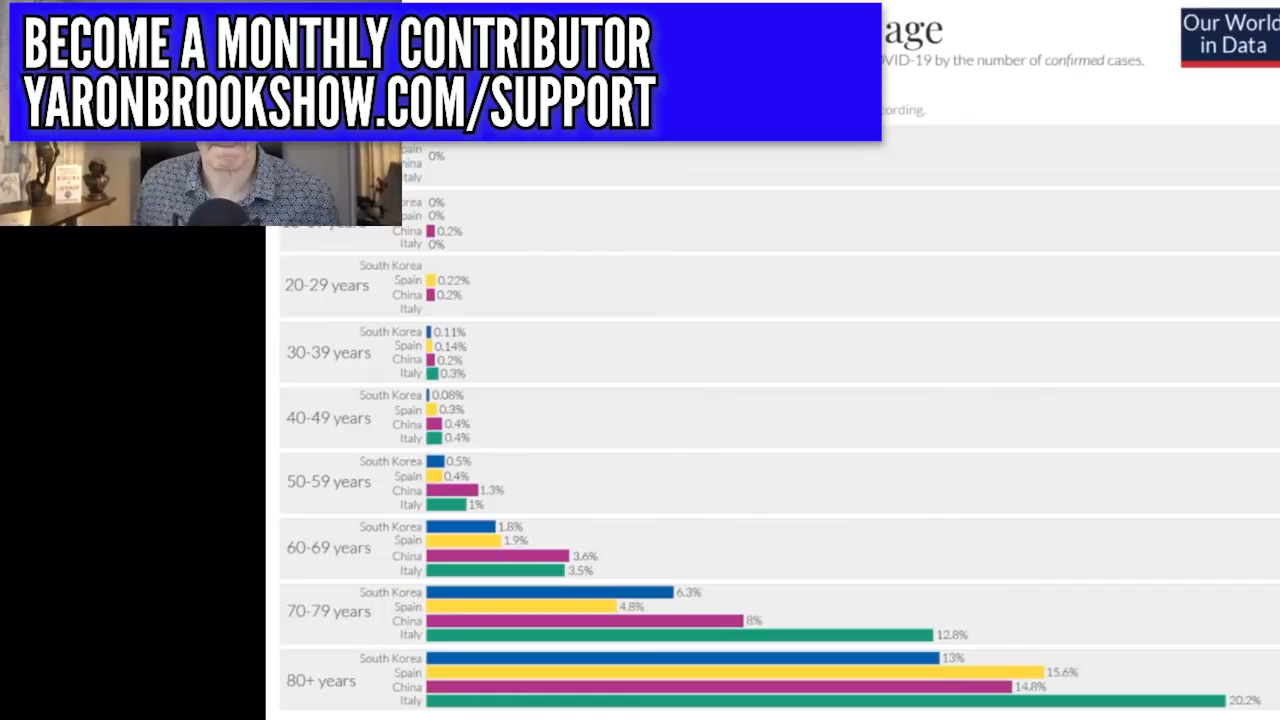 BECOME A MONTHLY CONTRIBUTOR
YARONBROOKSHOW.COM/SUPPORT
age
Our World
in Data
by the number of confirmed cases.
0%
Italy
0%
0%
China 0.2%
Italy 0%
20-29 years
South Korea
Spain 0.22%
China 0.2%
Italy
30-39 years
South Korea 0.11%
Spain 0.14%
China 0.2%
Italy 0.3%
40-49 years
South Korea 0.08%
Spain 0.3%
China 0.4%
Italy 0.4%
50-59 years
South Korea 0.5%
Spain 0.4%
China 1.3%
Italy 1%
60-69 years
South Korea 1.8%
Spain 1.9%
China 3.6%
Italy 3.5%
70-79 years
South Korea 6.3%
Spain 4.8%
China 8%
Italy 12.8%
80+ years
South Korea 13%
Spain 15.6%
China 14.8%
Italy 20.2%